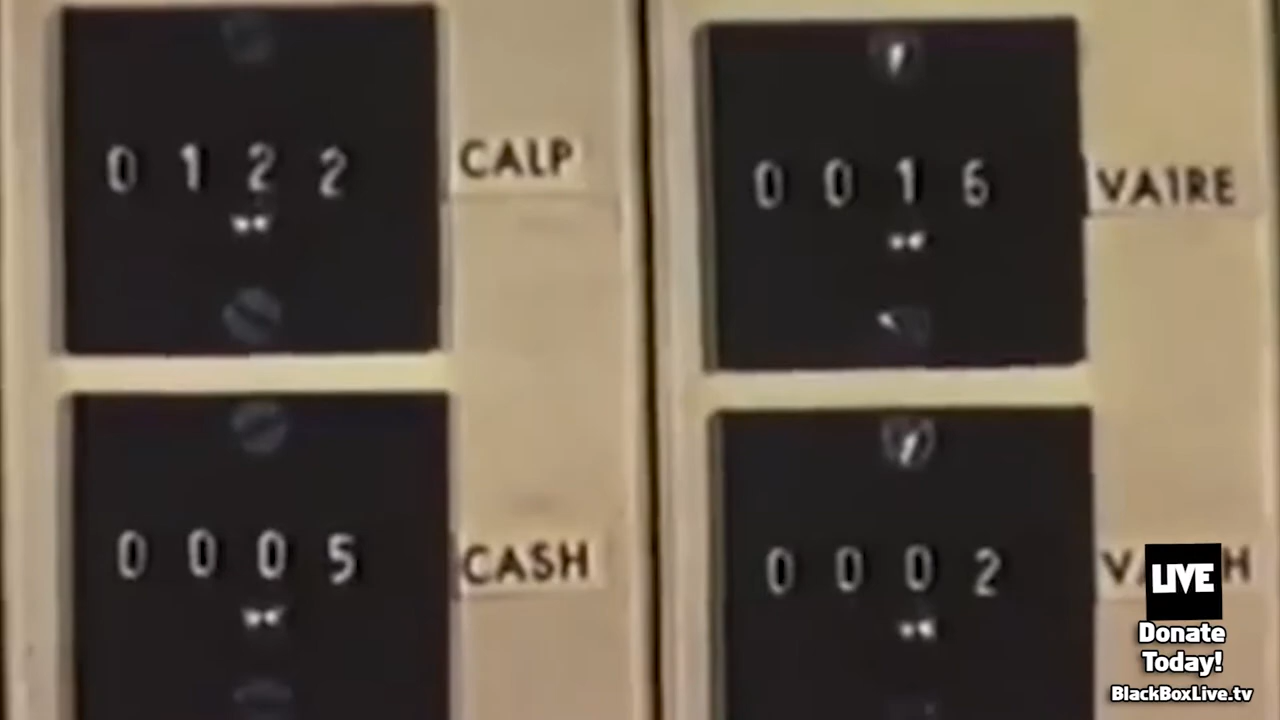 0 1 2 2 CALP
0 0 1 6 VA1RE
0 0 0 5 CASH
0 0 0 2
LIVE
Donate
Today!
BlackBoxLive.tv